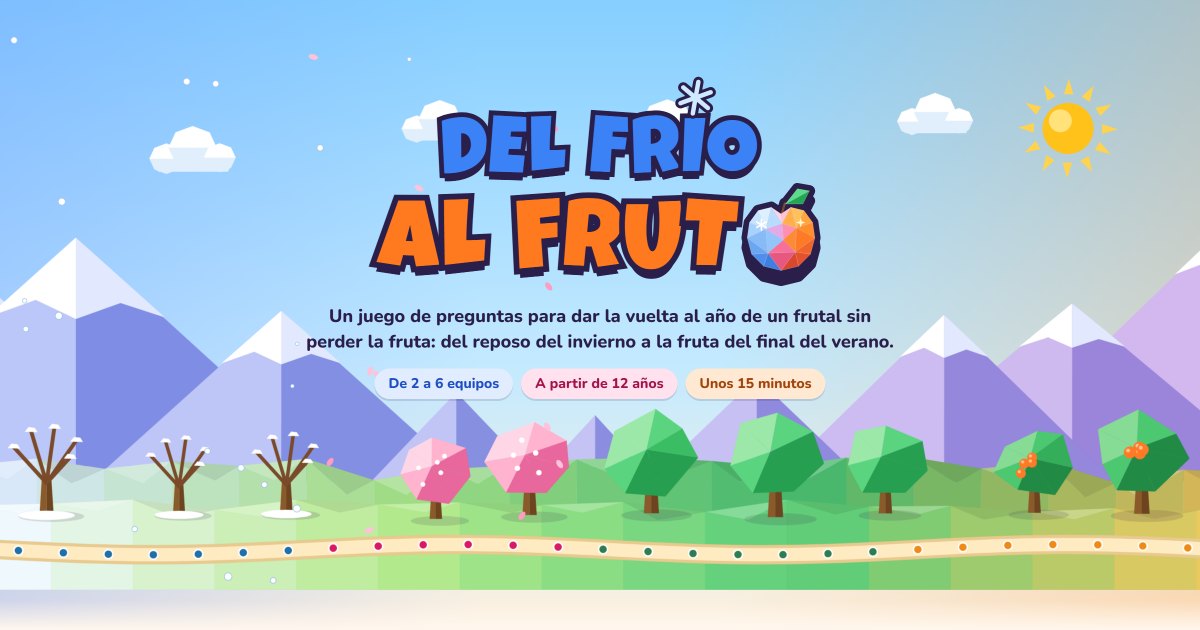 DEL FRÍO
AL FRUTO
Un juego de preguntas para dar la vuelta al año de un frutal sin
perder la fruta: del reposo del invierno a la fruta del final del verano.
De 2 a 6 equipos
A partir de 12 años
Unos 15 minutos